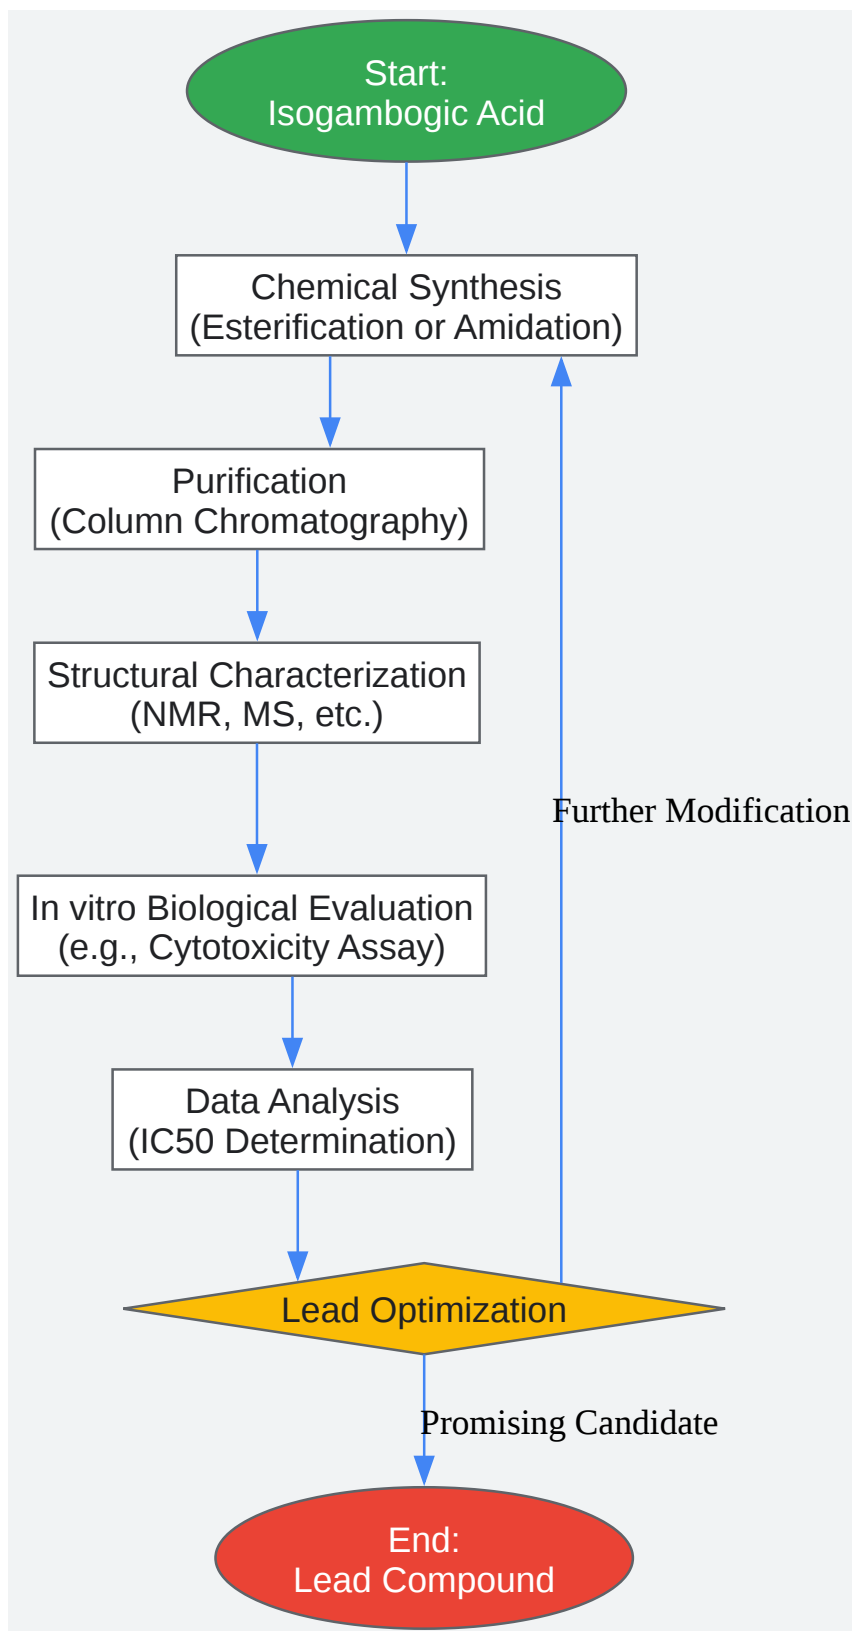 Start:
Isogambogic Acid
Chemical Synthesis
(Esterification or Amidation)
Purification
(Column Chromatography)
Structural Characterization
(NMR, MS, etc.)
Further Modification
In vitro Biological Evaluation
(e.g., Cytotoxicity Assay)
Data Analysis
(IC50 Determination)
Lead Optimization
Promising Candidate
End:
Lead Compound